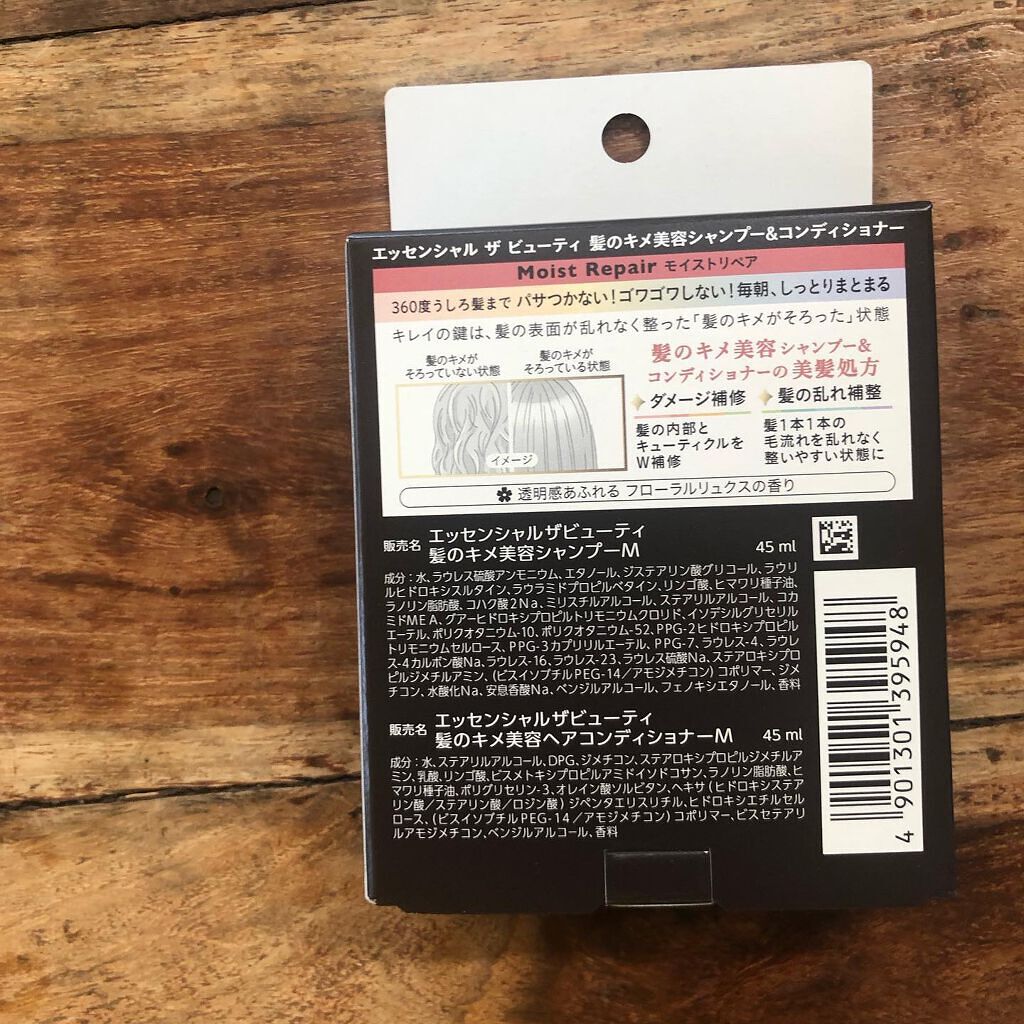 エッセンシャル ザ ビューティ 髪のキメ美容シャンプー&コンディショナー
Moist Repair モイストリペア
360度うしろ髪まで パサつかない!ゴワゴワしない!毎朝、しっとりまとまる
キレイの鍵は、髪の表面が乱れなく整った「髪のキメがそろった」状態
髪のキメが
そろっていない状態
髪のキメが
そろっている状態
イメージ
髪のキメ美容 シャンプー&
コンディショナーの 美髪処方
ダメージ補修
髪の内部と
キューティクルを
W補修
髪の乱れ補整
髪1本1本の
毛流れを乱れなく
整いやすい状態に
透明感あふれる フローラルリュクスの香り
販売名 エッセンシャルザビューティ
髪のキメ美容シャンプーM 45 ml
成分:水、ラウレス硫酸アンモニウム、エタノール、ジステアリン酸グリコール、ラウリ
ルヒドロキシスルタイン、ラウラミドプロピルベタイン、リンゴ酸、ヒマワリ種子油、
ラノリン脂肪酸、コハク酸2Na、ミリスチルアルコール、ステアリルアルコール、コカ
ミドMEA、グアーヒドロキシプロピルトリモニウムクロリド、イソデシルグリセリル
エーテル、ポリクオタニウム-10、ポリクオタニウム-52、PPG-2ヒドロキシプロピル
トリモニウムセルロース、PPG-3カプリリルエーテル、PPG-7、ラウレス-4、ラウレ
ス-4カルボン酸Na、ラウレス-16、ラウレス-23、ラウレス硫酸Na、ステアロキシプロ
ピルジメチルアミン、(ビスイソブチルPEG-14/アモジメチコン)コポリマー、ジメ
チコン、水酸化Na、安息香酸Na、ベンジルアルコール、フェノキシエタノール、香料
販売名 エッセンシャルザビューティ
髪のキメ美容ヘアコンディショナーM 45 ml
成分:水、ステアリルアルコール、DPG、ジメチコン、ステアロキシプロピルジメチルア
ミン、乳酸、リンゴ酸、ビスメトキシプロピルアミドイソドコサン、ラノリン脂肪酸、ヒ
マワリ種子油、ポリグリセリン-3、オレイン酸ソルビタン、ヘキサ(ヒドロキシステア
リン酸/ステアリン酸/ロジン酸)ジペンタエリスリチル、ヒドロキシエチルセル
ロース、(ビスイソブチルPEG-14/アモジメチコン)コポリマー、ビスセテアリ
ルアモジメチコン、ベンジルアルコール、香料
4 901301 395948